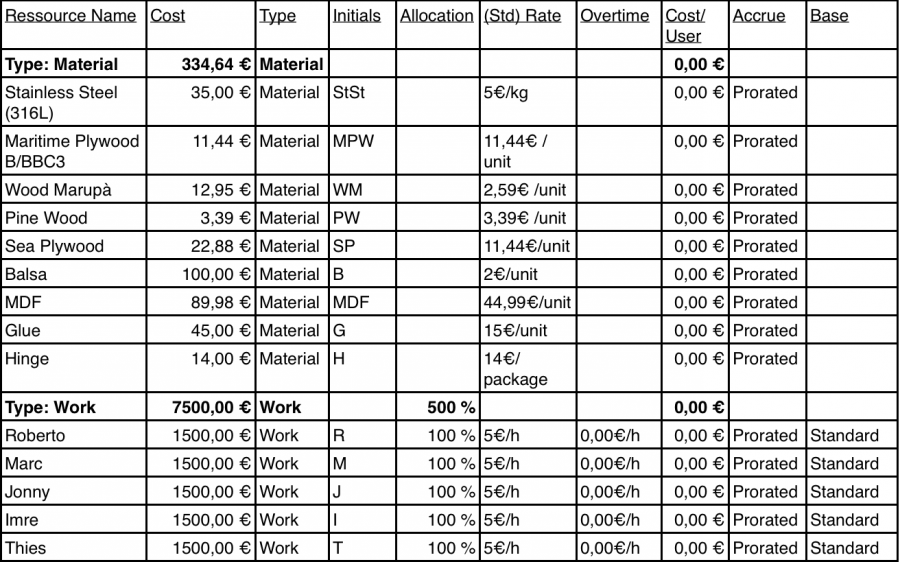 Ressource Name Cost Type Initials Allocation (Std) Rate Overtime Cost/ Accrue Base
User
Type: Material 334,64 € Material 0,00 €
Stainless Steel 35,00 € Material StSt 5€/kg 0,00 € Prorated
(316L)
Maritime Plywood 11,44 € Material MPW 11,44€ / 0,00 € Prorated
B/BBC3 unit
Wood Marupà 12,95 € Material WM 2,59€ /unit 0,00 € Prorated
Pine Wood 3,39 € Material PW 3,39€ /unit 0,00 € Prorated
Sea Plywood 22,88 € Material SP 11,44€/unit 0,00 € Prorated
Balsa 100,00 € Material B 2€/unit 0,00 € Prorated
MDF 89,98 € Material MDF 44,99€/unit 0,00 € Prorated
Glue 45,00 € Material G 15€/unit 0,00 € Prorated
Hinge 14,00 € Material H 14€/ 0,00 € Prorated
package
Type: Work 7500,00 € Work 500 % 0,00 €
Roberto 1500,00 € Work R 100 % 5€/h 0,00€/h 0,00 € Prorated Standard
Marc 1500,00 € Work M 100 % 5€/h 0,00€/h 0,00 € Prorated Standard
Jonny 1500,00 € Work J 100 % 5€/h 0,00€/h 0,00 € Prorated Standard
Imre 1500,00 € Work I 100 % 5€/h 0,00€/h 0,00 € Prorated Standard
Thies 1500,00 € Work T 100 % 5€/h 0,00€/h 0,00 € Prorated Standard